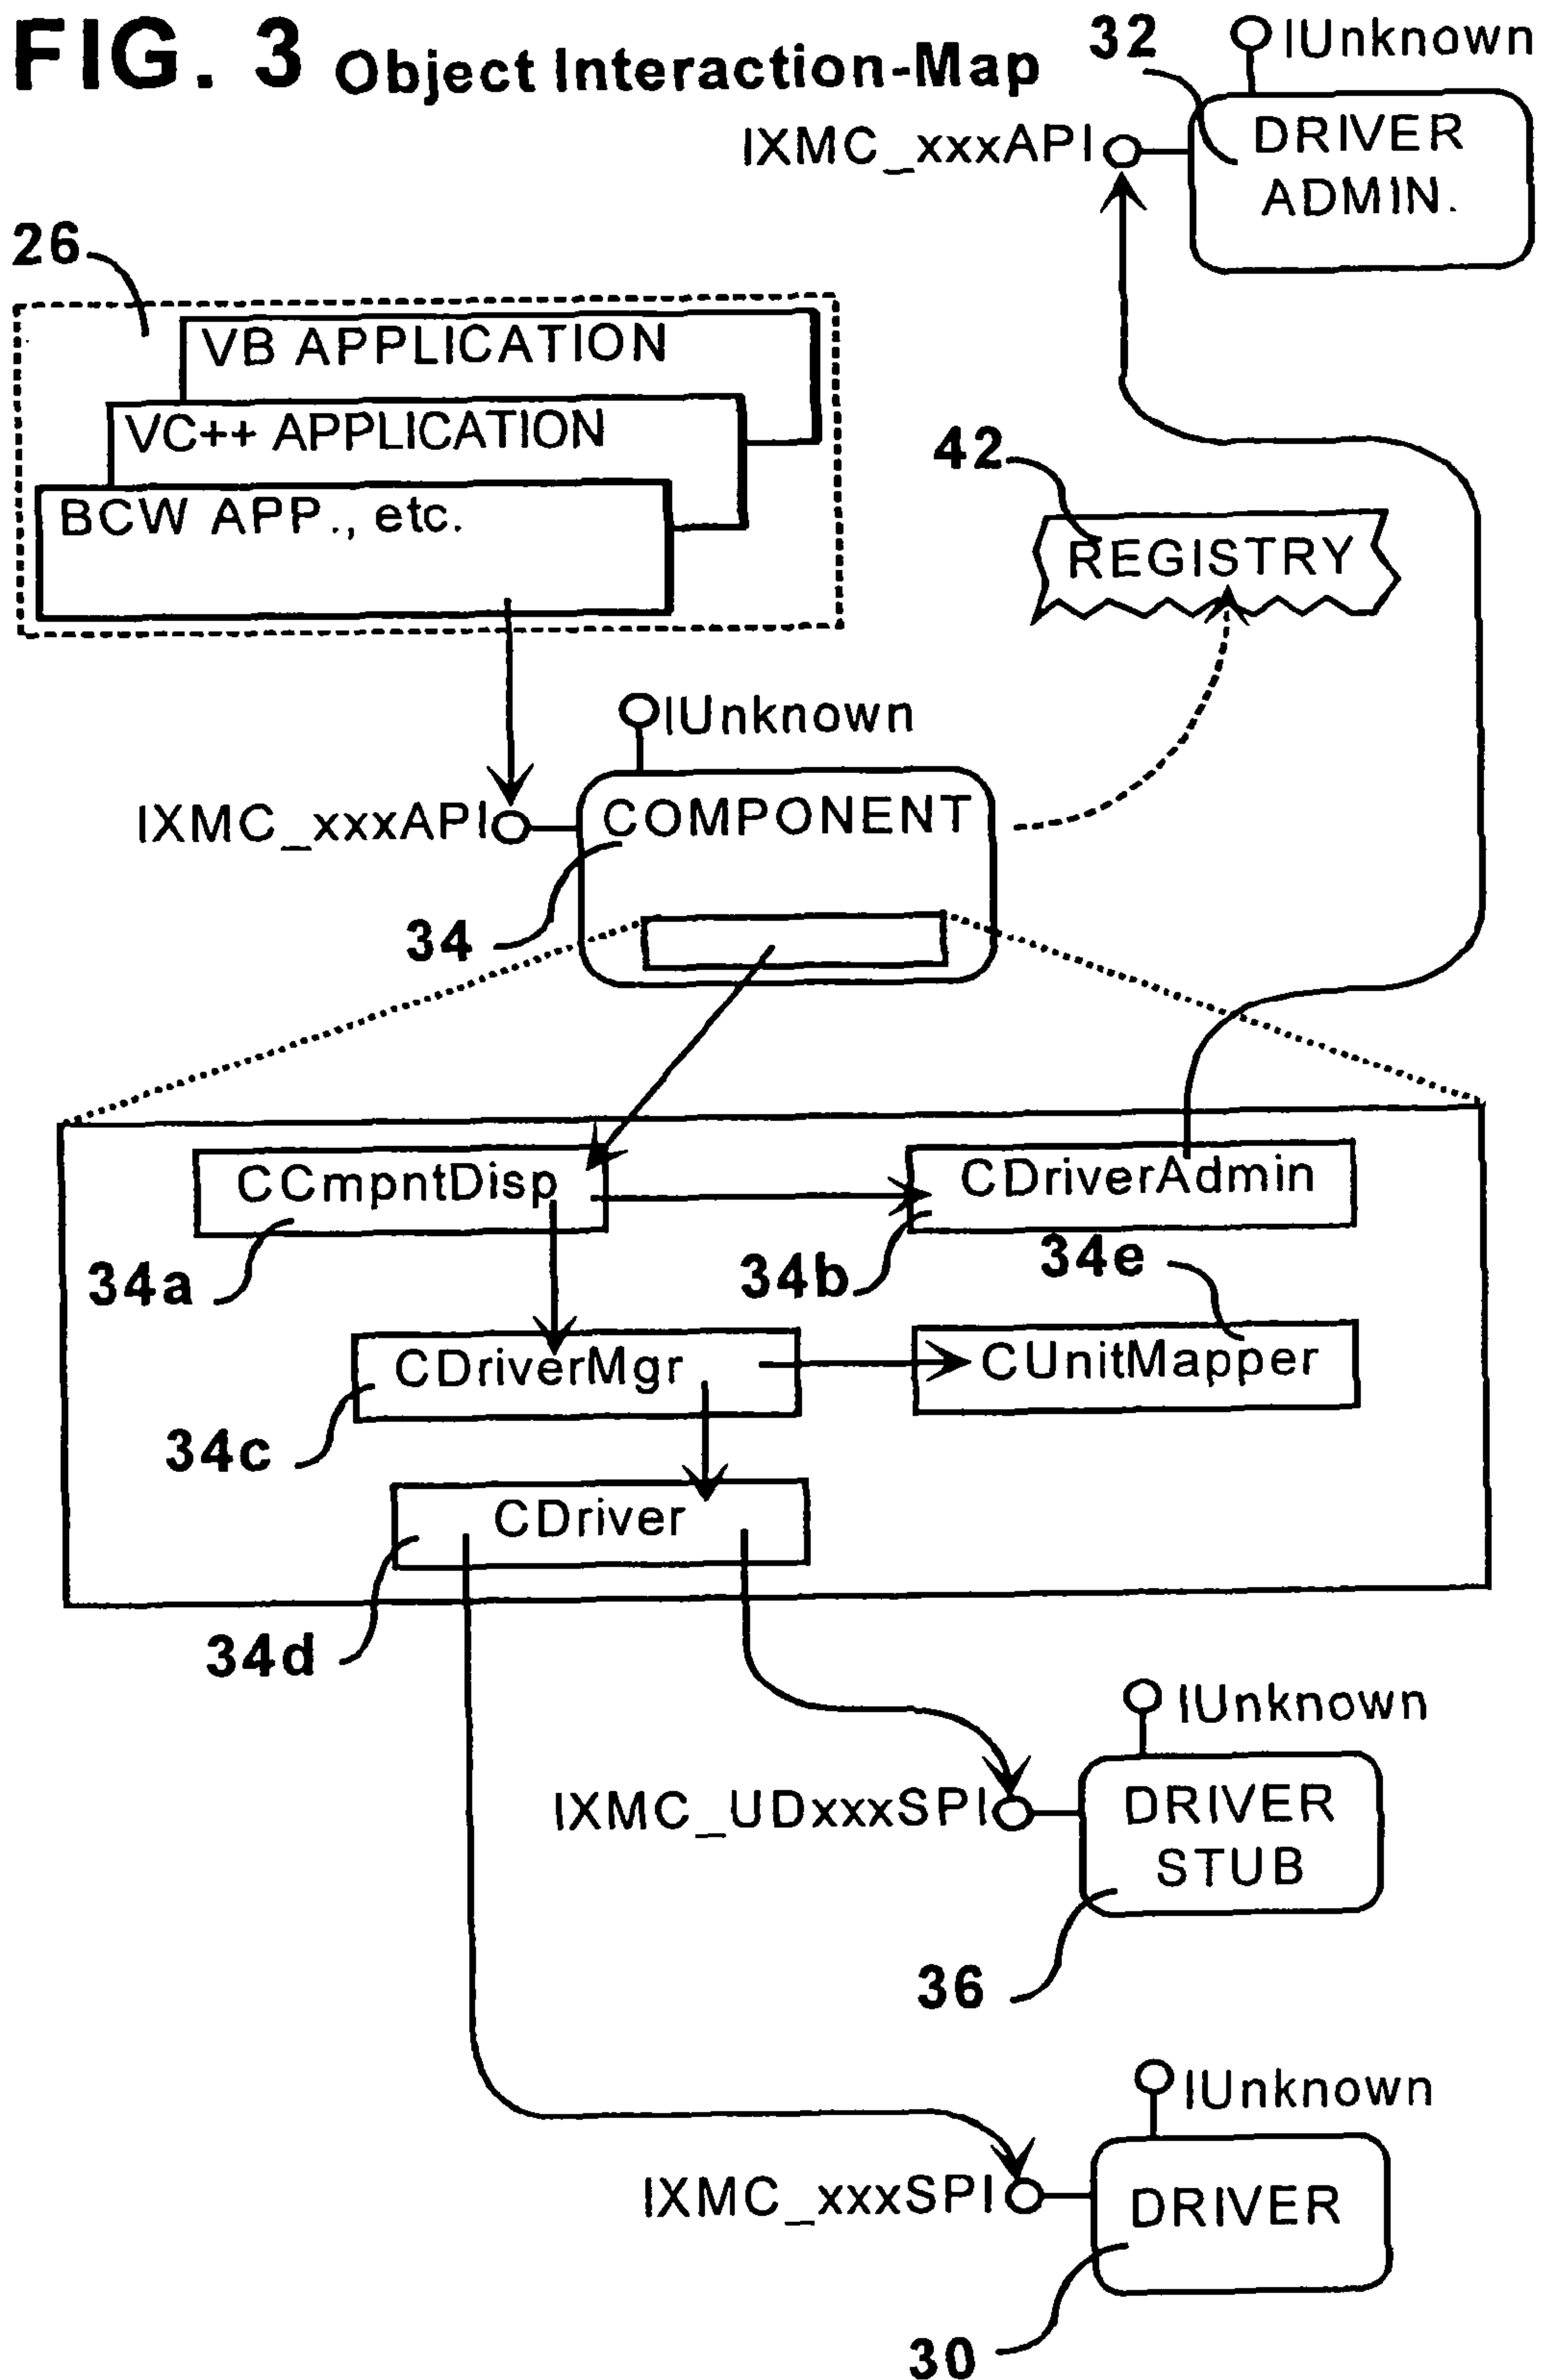 FIG. 3 Object Interaction-Map
32
IUnknown
IXMC_xxxAPI
DRIVER
ADMIN.
26
VB APPLICATION
VC++ APPLICATION
BCW APP., etc.
42
REGISTRY
IUnknown
IXMC_xxxAPI
COMPONENT
34
CCmpntDisp
CDriverAdmin
34a
34b
34e
CDriverMgr
CUnitMapper
34c
CDriver
34d
IUnknown
IXMC_UDxxxSPI
DRIVER
STUB
36
IUnknown
IXMC_xxxSPI
DRIVER
30